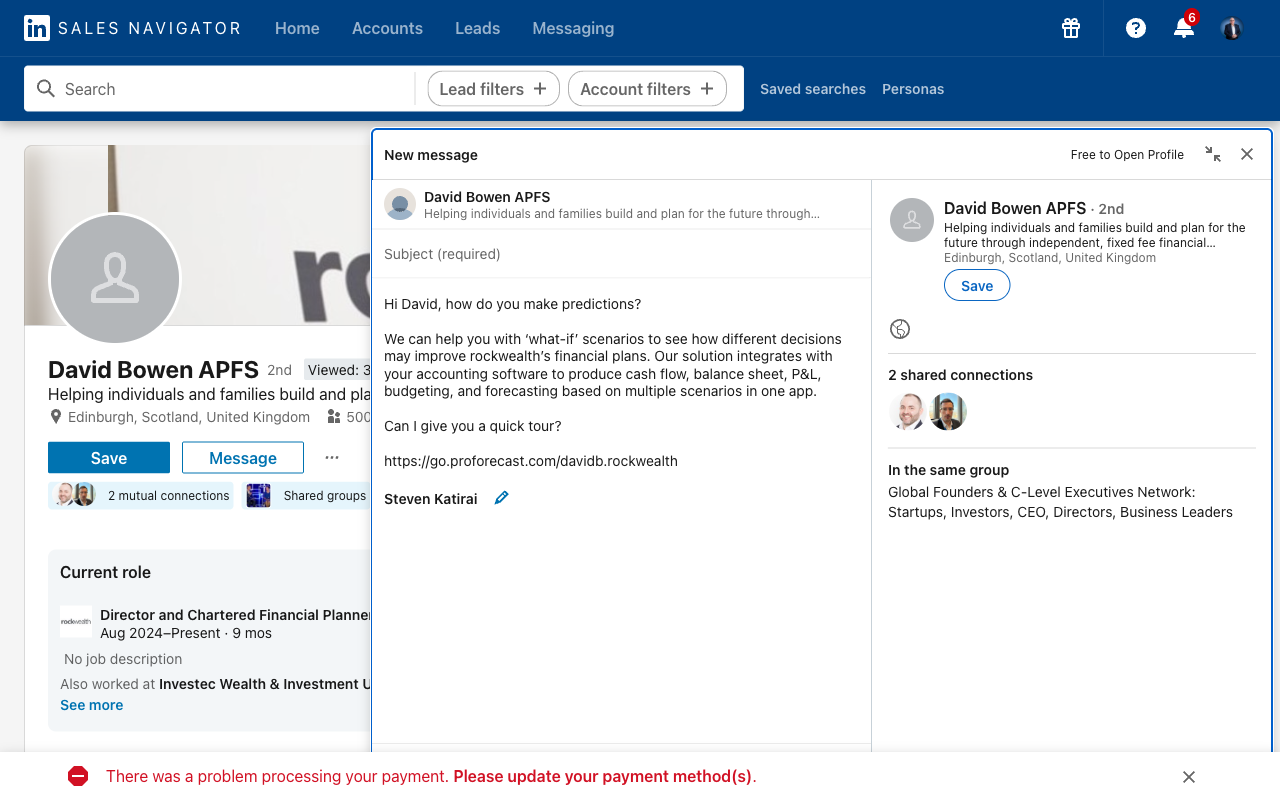 in SALES NAVIGATOR
Home
Accounts
Leads
Messaging
?
6
Search
Lead filters +
Account filters +
Saved searches
Personas
David Bowen APFS 2nd Viewed: 3
Helping individuals and families build and pla
Edinburgh, Scotland, United Kingdom 500
Save
Message
...
2 mutual connections
Shared groups
Current role
rockwealth
Director and Chartered Financial Planner
Aug 2024–Present · 9 mos
No job description
Also worked at Investec Wealth & Investment U
See more
New message
Free to Open Profile
David Bowen APFS
Helping individuals and families build and plan for the future through...
Subject (required)
Hi David, how do you make predictions?
We can help you with ‘what-if’ scenarios to see how different decisions
may improve rockwealth’s financial plans. Our solution integrates with
your accounting software to produce cash flow, balance sheet, P&L,
budgeting, and forecasting based on multiple scenarios in one app.
Can I give you a quick tour?
https://go.proforecast.com/davidb.rockwealth
Steven Katirai
David Bowen APFS · 2nd
Helping individuals and families build and plan for the
future through independent, fixed fee financial...
Edinburgh, Scotland, United Kingdom
Save
2 shared connections
In the same group
Global Founders & C-Level Executives Network:
Startups, Investors, CEO, Directors, Business Leaders
There was a problem processing your payment. Please update your payment method(s).